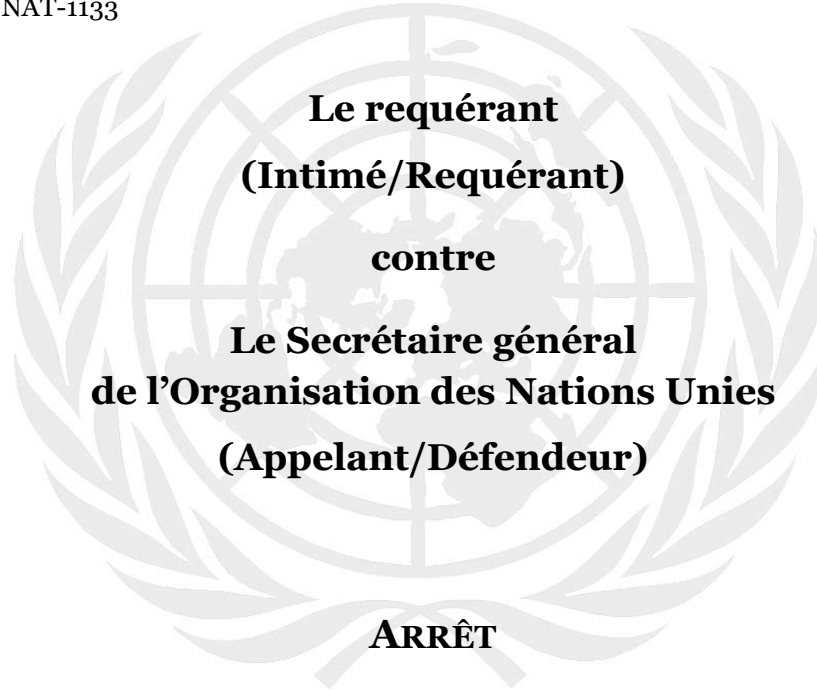 NAT-1133
Le requérant
(Intimé/Requérant)
contre
Le Secrétaire général
de l’Organisation des Nations Unies
(Appelant/Défendeur)
ARRÊT